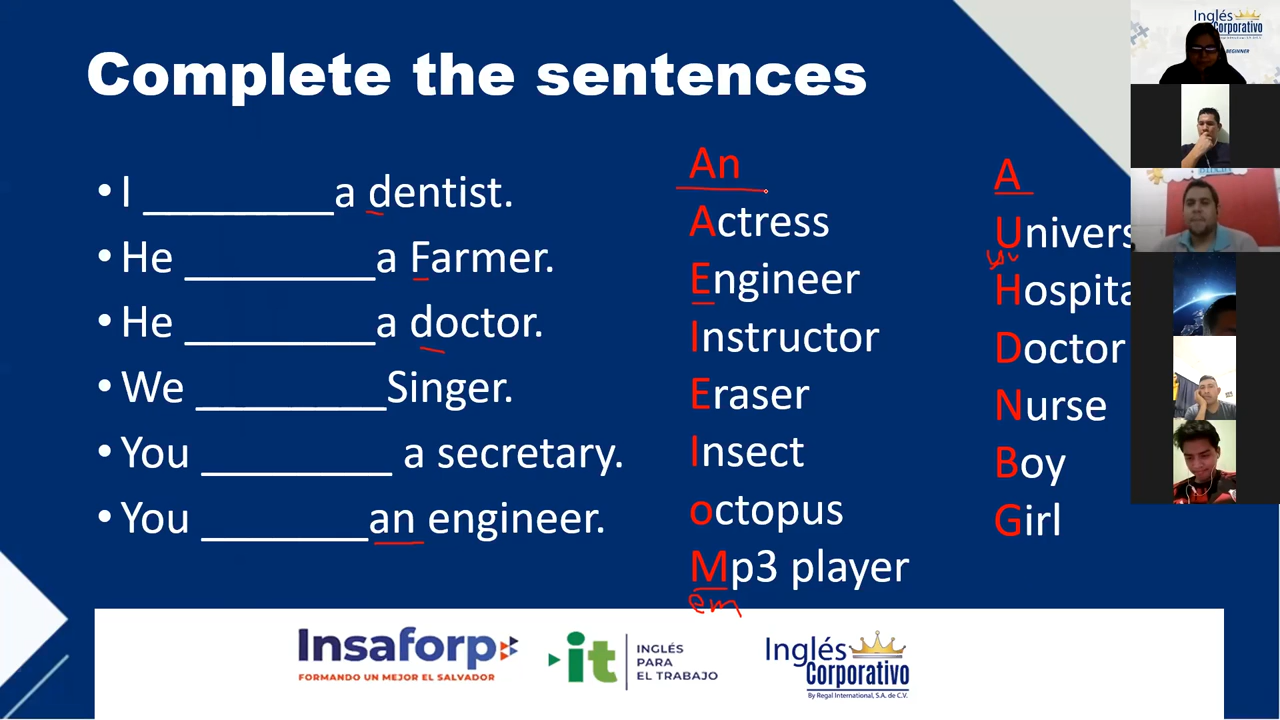 Complete the sentences
• I _________a dentist.
• He _________a Farmer.
• He _________a doctor.
• We _________Singer.
• You _________ a secretary.
• You ________an engineer.
An
Actress
Engineer
Instructor
Eraser
Insect
octopus
Mp3 player
em
A
Univers
Hospita
Doctor
Nurse
Boy
Girl
Insaforp
FORMANDO UN MEJOR EL SALVADOR
it
INGLÉS
PARA
EL TRABAJO
Inglés
Corporativo
By Regal International, S.A. de C.V.
Inglés
Corporativo
BEGINNER